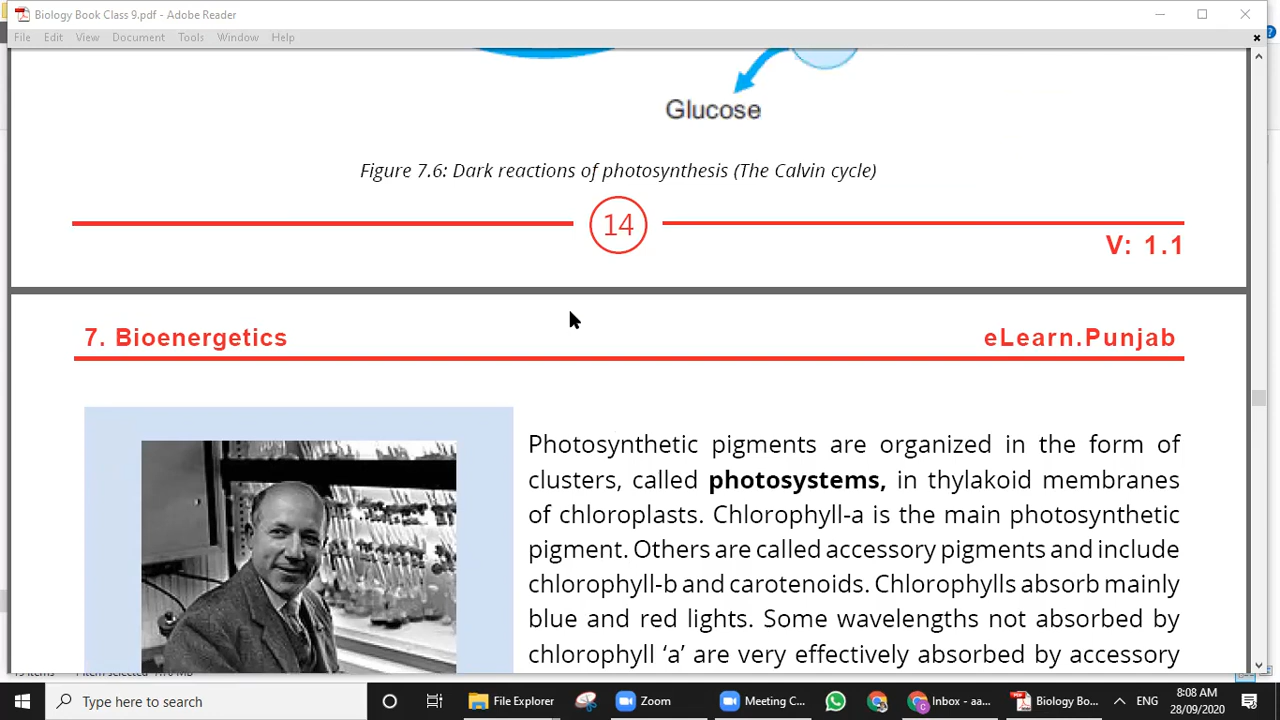 Biology Book Class 9.pdf - Adobe Reader
File Edit View Document Tools Window Help
Glucose
Figure 7.6: Dark reactions of photosynthesis (The Calvin cycle)
14
V: 1.1
7. Bioenergetics eLearn.Punjab
Photosynthetic pigments are organized in the form of
clusters, called photosystems, in thylakoid membranes
of chloroplasts. Chlorophyll-a is the main photosynthetic
pigment. Others are called accessory pigments and include
chlorophyll-b and carotenoids. Chlorophylls absorb mainly
blue and red lights. Some wavelengths not absorbed by
chlorophyll ‘a’ are very effectively absorbed by accessory
Type here to search
File Explorer
Zoom
Meeting C...
Inbox - aa...
Biology Bo...
ENG
8:08 AM
28/09/2020